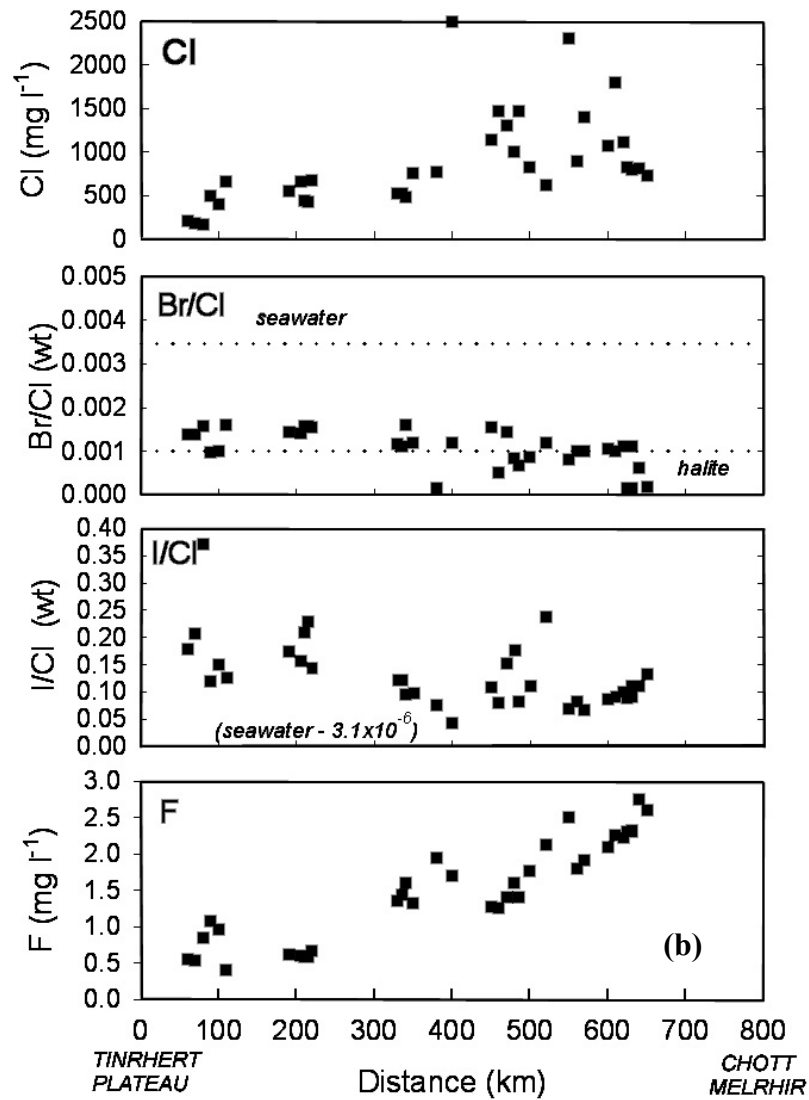 2500
Cl
2000
1500
1000
500
0
Cl (mg l⁻¹)
0.005
Br/Cl
seawater
0.004
0.003
0.002
0.001
halite
0.000
Br/Cl (wt)
0.40
I/Cl
0.35
0.30
0.25
0.20
0.15
0.10
0.05
(seawater - 3.1x10⁻⁶)
0.00
I/Cl (wt)
3.0
F
2.5
2.0
1.5
1.0
(b)
0.5
0.0
F (mg l⁻¹)
0 100 200 300 400 500 600 700 800
TINRHERT
PLATEAU
Distance (km)
CHOTT
MELRHIR